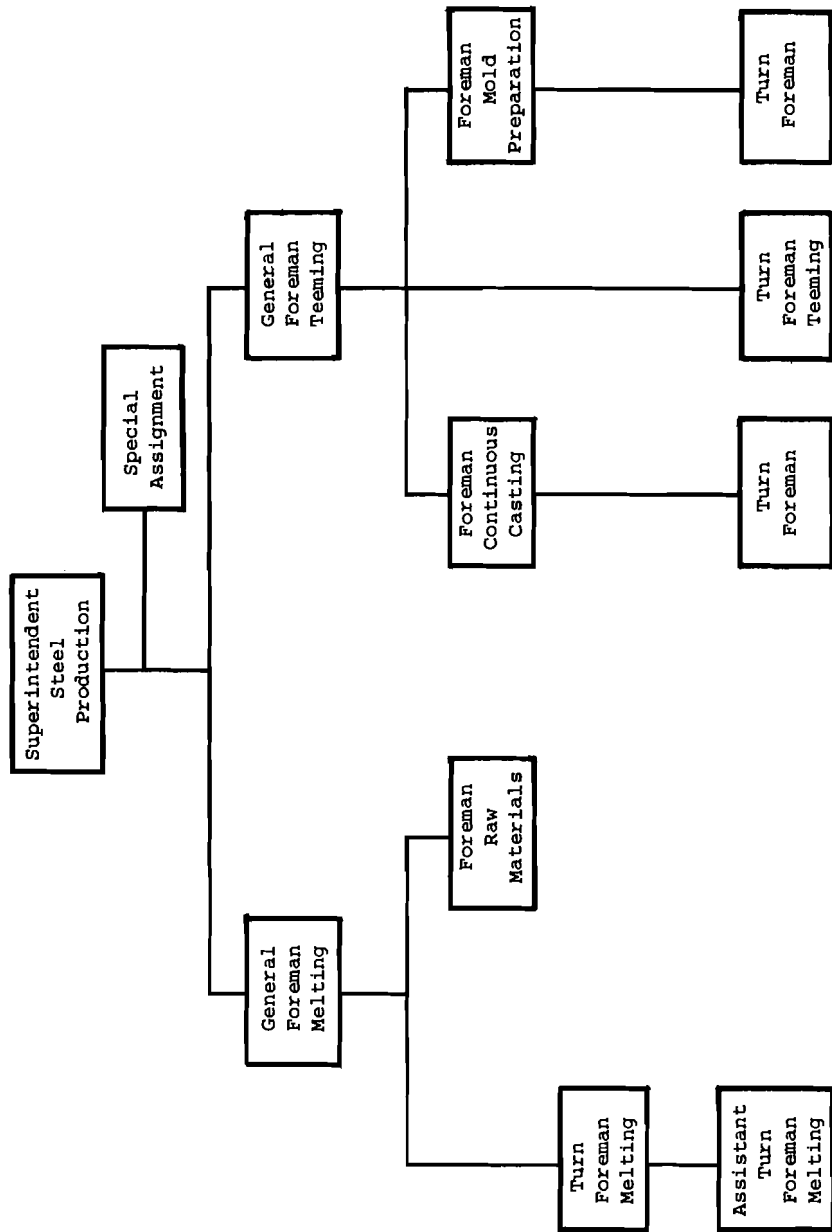 Superintendent
Steel
Production
Special
Assignment
General
Foreman
Melting
General
Foreman
Teeming
Foreman
Raw
Materials
Foreman
Continuous
Casting
Foreman
Mold
Preparation
Turn
Foreman
Melting
Assistant
Turn
Foreman
Melting
Turn
Foreman
Turn
Foreman
Teeming
Turn
Foreman